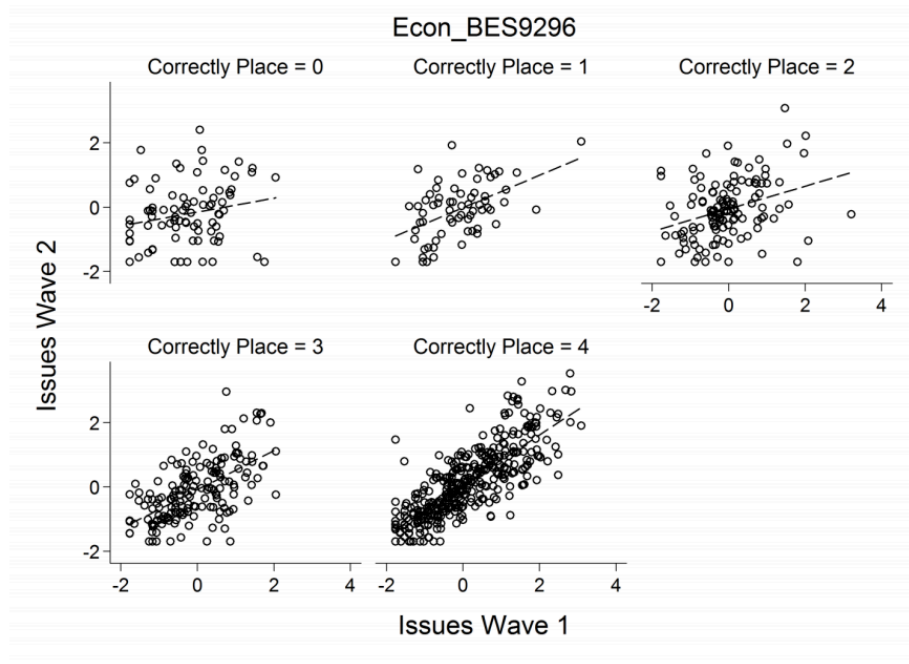 Econ_BES9296
Correctly Place = 0
Correctly Place = 1
Correctly Place = 2
2
0
-2
-2 0 2 4
Issues Wave 2
Correctly Place = 3
Correctly Place = 4
2
0
-2
-2 0 2 4
-2 0 2 4
Issues Wave 1